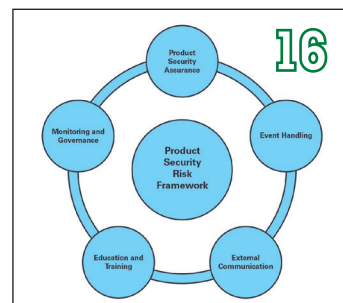 16
Product
Security
Assurance
Monitoring and
Governance
Event Handling
Product
Security
Risk
Framework
Education and
Training
External
Communication